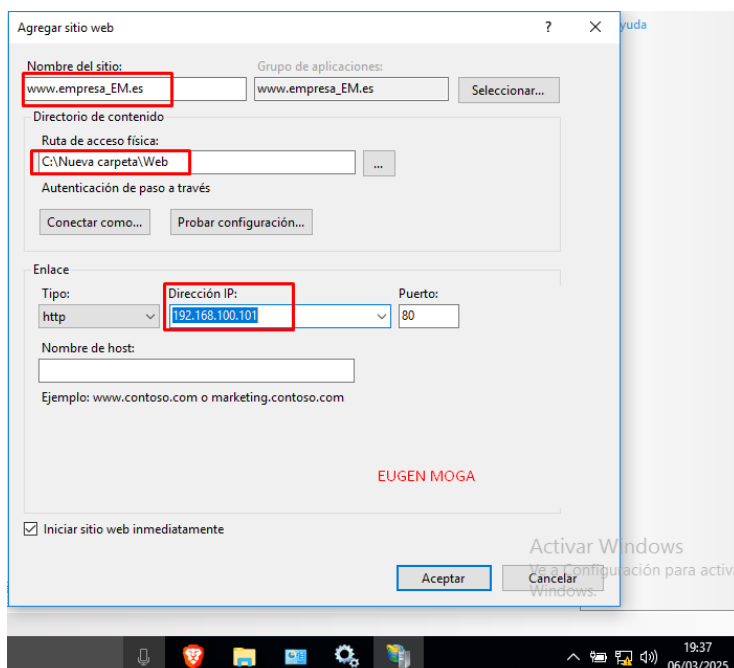 Agregar sitio web ? yuda
Nombre del sitio: Grupo de aplicaciones:
www.empresa_EM.es www.empresa_EM.es Seleccionar...
Directorio de contenido
Ruta de acceso física:
C:\Nueva carpeta\Web ...
Autenticación de paso a través
Conectar como... Probar configuración...
Enlace
Tipo: Dirección IP: Puerto:
http 192.168.100.101 80
Nombre de host:
Ejemplo: www.contoso.com o marketing.contoso.com
EUGEN MOGA
Iniciar sitio web inmediatamente
Activar Windows
Ve a Configuración para activa
Windows.
Aceptar Cancelar
19:37
06/03/2025